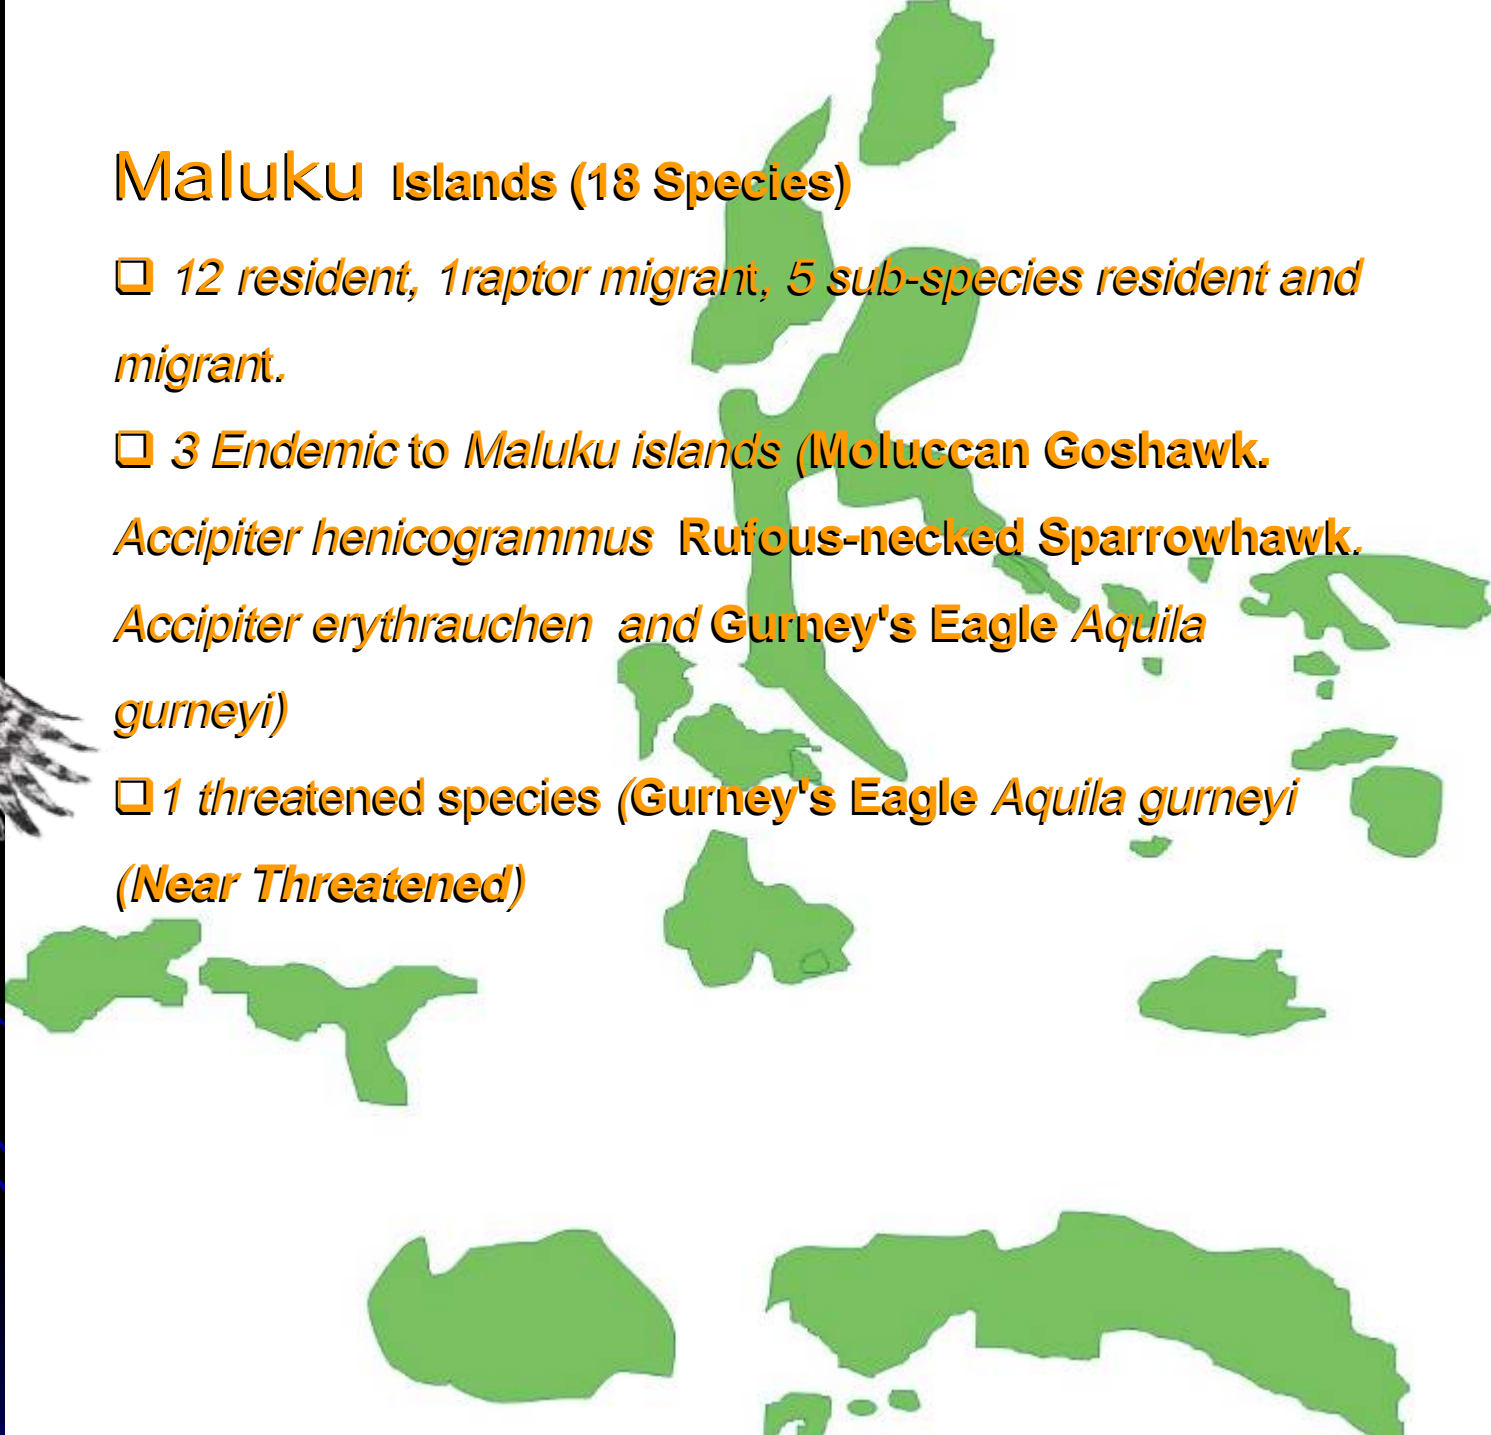 Maluku Islands (18 Species)
❑ 12 resident, 1raptor migrant, 5 sub-species resident and
migrant.
❑ 3 Endemic to Maluku islands (Moluccan Goshawk.
Accipiter henicogrammus Rufous-necked Sparrowhawk.
Accipiter erythrauchen and Gurney's Eagle Aquila
gurneyi)
❑1 threatened species (Gurney's Eagle Aquila gurneyi
(Near Threatened)